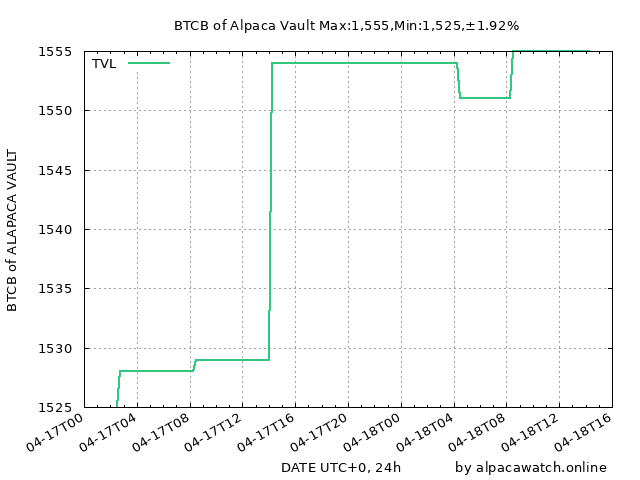 BTCB of Alpaca Vault Max:1,555,Min:1,525,±1.92%
TVL
1555
1550
1545
1540
1535
1530
1525
BTCB of ALAPACA VAULT
04-17T00
04-17T04
04-17T08
04-17T12
04-17T16
04-17T20
04-18T00
04-18T04
04-18T08
04-18T12
04-18T16
DATE UTC+0, 24h
by alpacawatch.online